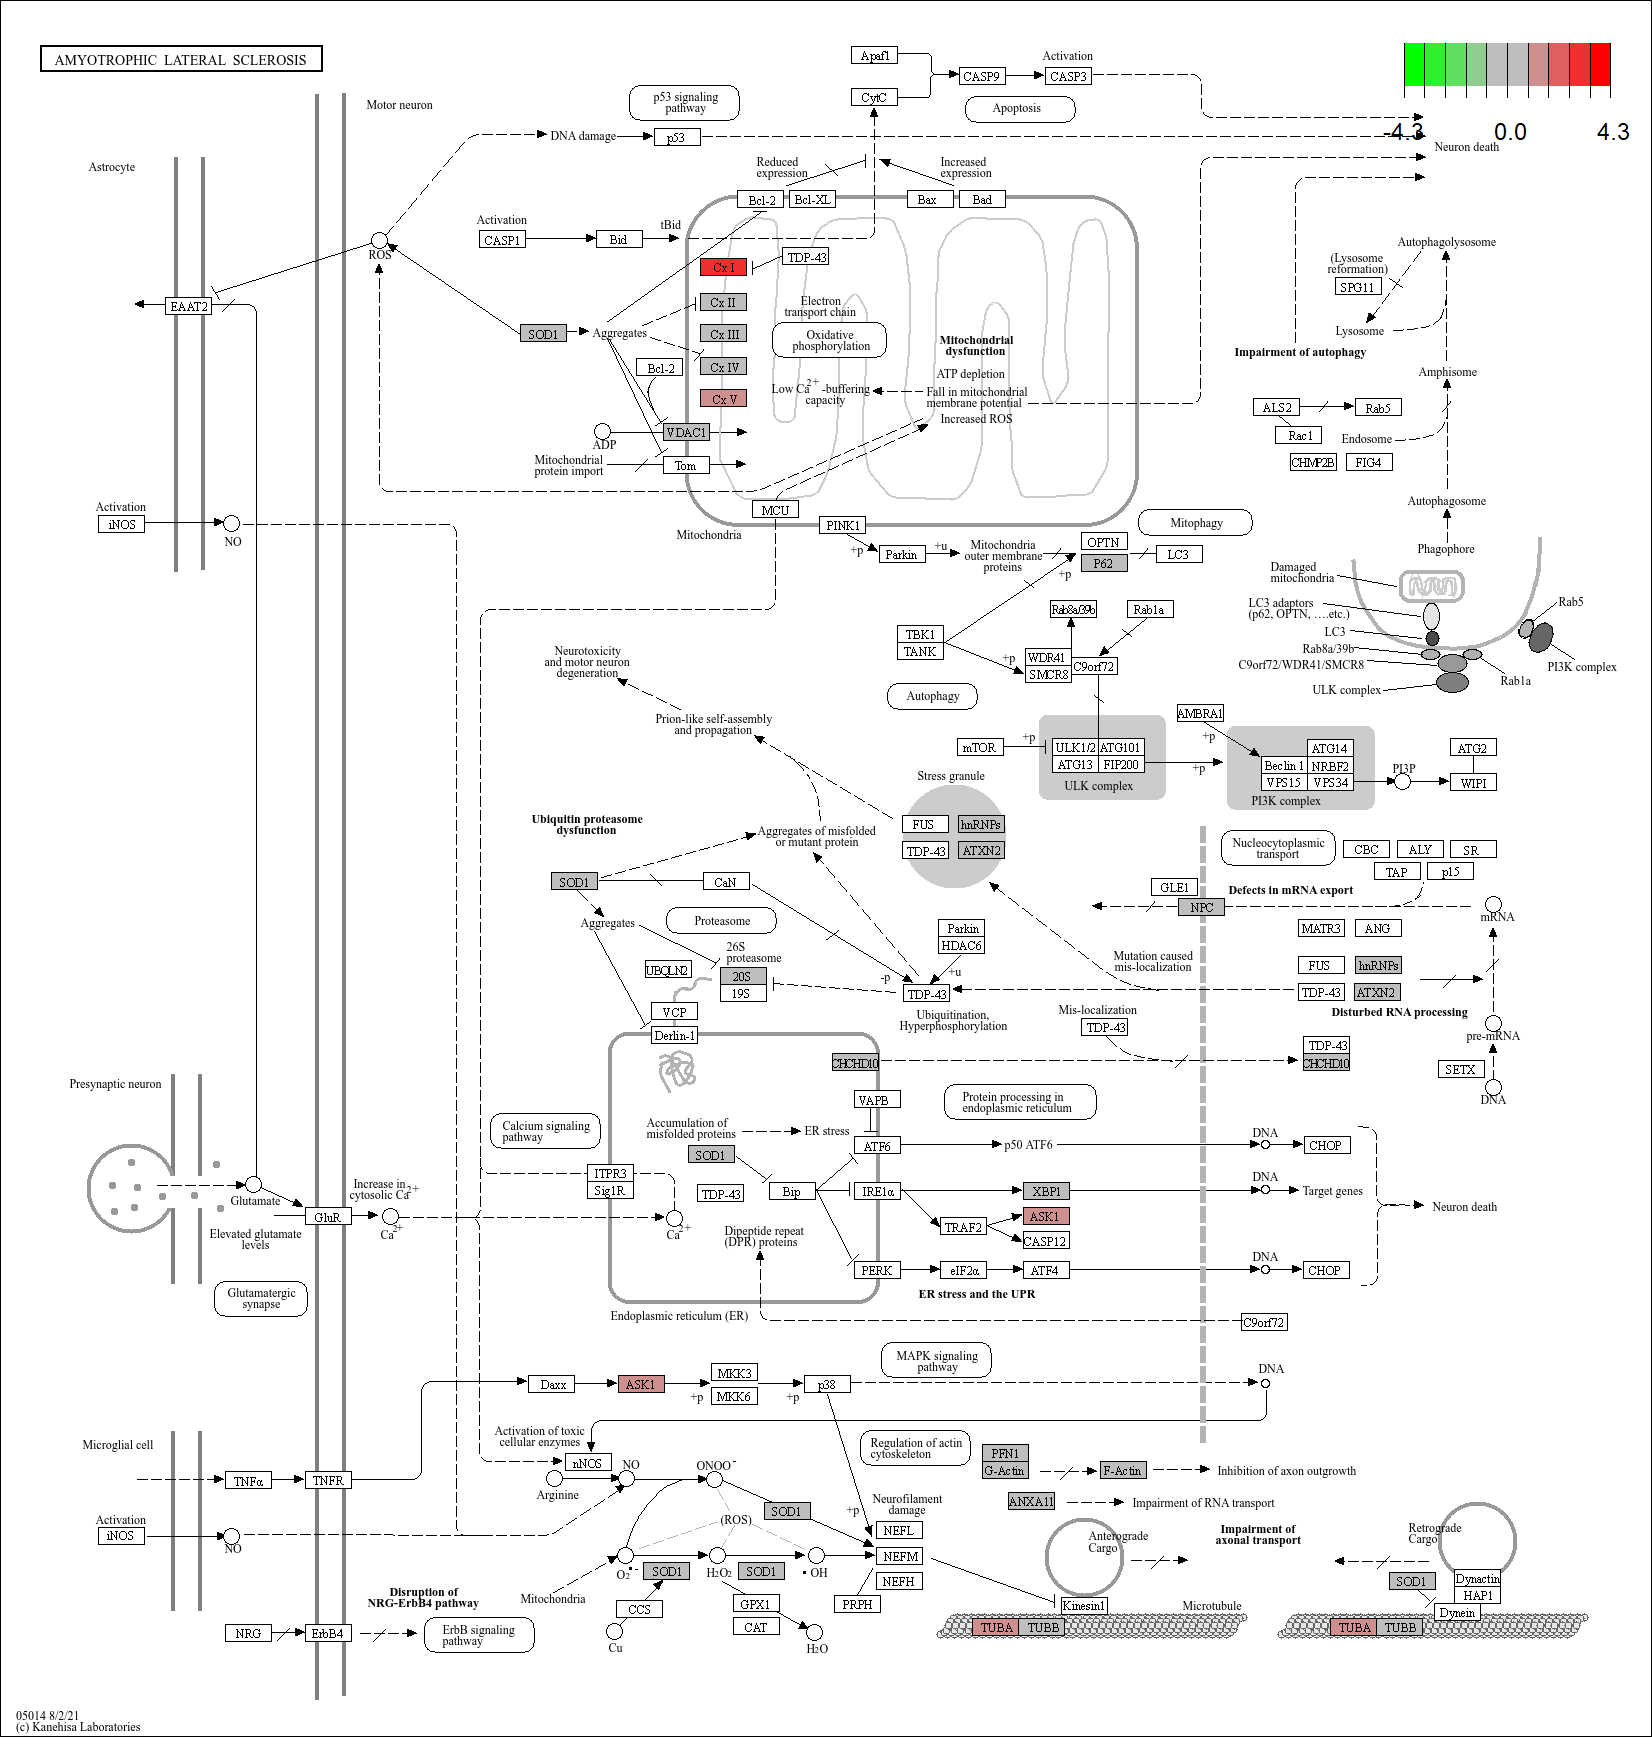 AMYOTROPHIC LATERAL SCLEROSIS
-4.3
0.0
4.3
Motor neuron
Astrocyte
p53 signaling
pathway
Apaf1
CytC
CASP9
Activation
CASP3
Apoptosis
DNA damage
p53
Neuron death
Reduced
expression
Increased
expression
Bcl-2
Bcl-XL
Bax
Bad
Activation
CASP1
Bid
tBid
ROS
Cx I
TDP-43
Cx II
Cx III
Cx IV
Cx V
Electron
transport chain
Oxidative
phosphorylation
Mitochondrial
dysfunction
ATP depletion
Low Ca2+ -buffering
capacity
Fall in mitochondrial
membrane potential
Increased ROS
EAAT2
SOD1
Aggregates
Bcl-2
VDAC1
ADP
Mitochondrial
protein import
Tom
MCU
Mitochondria
PINK1
Autophagolysosome
(Lysosome
reformation)
SPG11
Lysosome
Impairment of autophagy
Amphisome
ALS2
Rab5
Rac1
Endosome
CHMP2B
FIG4
Autophagosome
Phagophore
Activation
iNOS
NO
Mitophagy
+p
Parkin
+u
Mitochondria
outer membrane
proteins
OPTN
P62
LC3
+p
Damaged
mitochondria
LC3 adaptors
(p62, OPTN, ....etc.)
LC3
Rab8a/39b
C9orf72/WDR41/SMCR8
ULK complex
Rab1a
Rab5
PI3K complex
TBK1
TANK
+p
Rab8a/39b
Rab1a
WDR41
SMCR8
C9orf72
Autophagy
Neurotoxicity
and motor neuron
degeneration
Prion-like self-assembly
and propagation
mTOR
+p
ULK1/2
ATG101
ATG13
FIP200
ULK complex
AMBRA1
+p
+p
ATG14
Beclin 1
NRBF2
VPS15
VPS34
PI3K complex
PI3P
ATG2
WIPI
Stress granule
FUS
hnRNPs
TDP-43
ATXN2
Ubiquitin proteasome
dysfunction
Aggregates of misfolded
or mutant protein
SOD1
CaN
Aggregates
Proteasome
26S
proteasome
UBQLN2
20S
19S
VCP
Derlin-1
Parkin
HDAC6
+u
-p
TDP-43
Ubiquitination,
Hyperphosphorylation
Nucleocytoplasmic
transport
CBC
ALY
SR
TAP
p15
GLE1
Defects in mRNA export
NPC
mRNA
MATR3
ANG
Mutation caused
mis-localization
FUS
hnRNPs
TDP-43
ATXN2
Disturbed RNA processing
Mis-localization
TDP-43
pre-mRNA
TDP-43
CHCHD10
SETX
DNA
CHCHD10
VAPB
Presynaptic neuron
Calcium signaling
pathway
Accumulation of
misfolded proteins
ER stress
Protein processing in
endoplasmic reticulum
SOD1
ATF6
p50 ATF6
DNA
CHOP
ITPR3
Sig1R
TDP-43
Bip
IRE1α
XBP1
DNA
Target genes
Glutamate
Increase in
cytosolic Ca2+
GluR
Ca2+
Ca2+
Elevated glutamate
levels
Dipeptide repeat
(DPR) proteins
TRAF2
ASK1
CASP12
Neuron death
PERK
eIF2α
ATF4
DNA
CHOP
ER stress and the UPR
Glutamatergic
synapse
Endoplasmic reticulum (ER)
C9orf72
MAPK signaling
pathway
Daxx
ASK1
+p
MKK3
MKK6
+p
p38
DNA
Microglial cell
TNFα
TNFR
Activation of toxic
cellular enzymes
nNOS
Arginine
NO
ONOO-
Regulation of actin
cytoskeleton
PFN1
G-Actin
F-Actin
Inhibition of axon outgrowth
ANXA11
Impairment of RNA transport
Activation
iNOS
NO
SOD1
(ROS)
+p
Neurofilament
damage
NEFL
NEFM
NEFH
PRPH
O2·-
SOD1
H2O2
SOD1
·OH
Mitochondria
CCS
Cu
GPX1
CAT
H2O
Anterograde
Cargo
Impairment of
axonal transport
Retrograde
Cargo
Kinesin1
Microtubule
SOD1
Dynactin
HAP1
Dynein
TUBA
TUBB
TUBA
TUBB
Disruption of
NRG-ErbB4 pathway
NRG
ErbB4
ErbB signaling
pathway
05014 8/2/21
(c) Kanehisa Laboratories